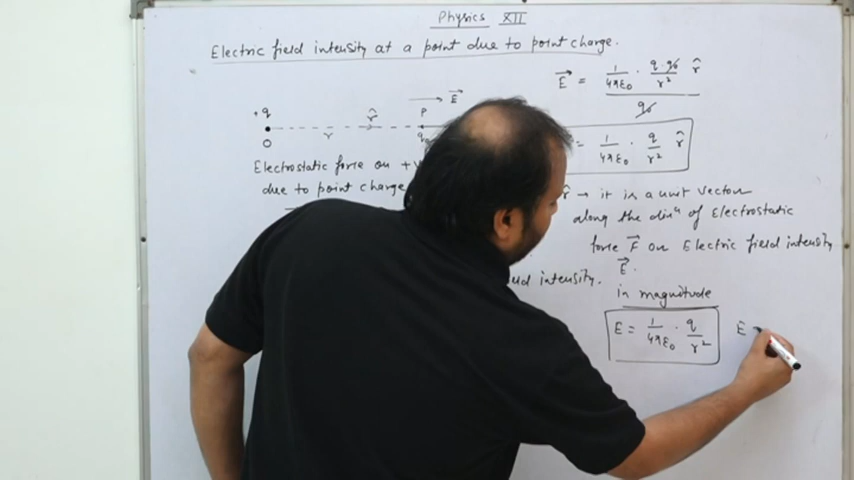 Physics XII
Electric field intensity at a point due to point charge.
+q
O
r
r̂
→ E⃗
P
Electrostatic force on +v
due to point charge
E⃗ = 1/4πε₀ · q·q₀/r² r̂
q₀
= 1/4πε₀ · q/r² r̂
r̂ → it is a unit vector
along the dirⁿ of Electrostatic
force F⃗ or Electric field intensity
E⃗.
intensity.
in magnitude
E = 1/4πε₀ · q/r²
E